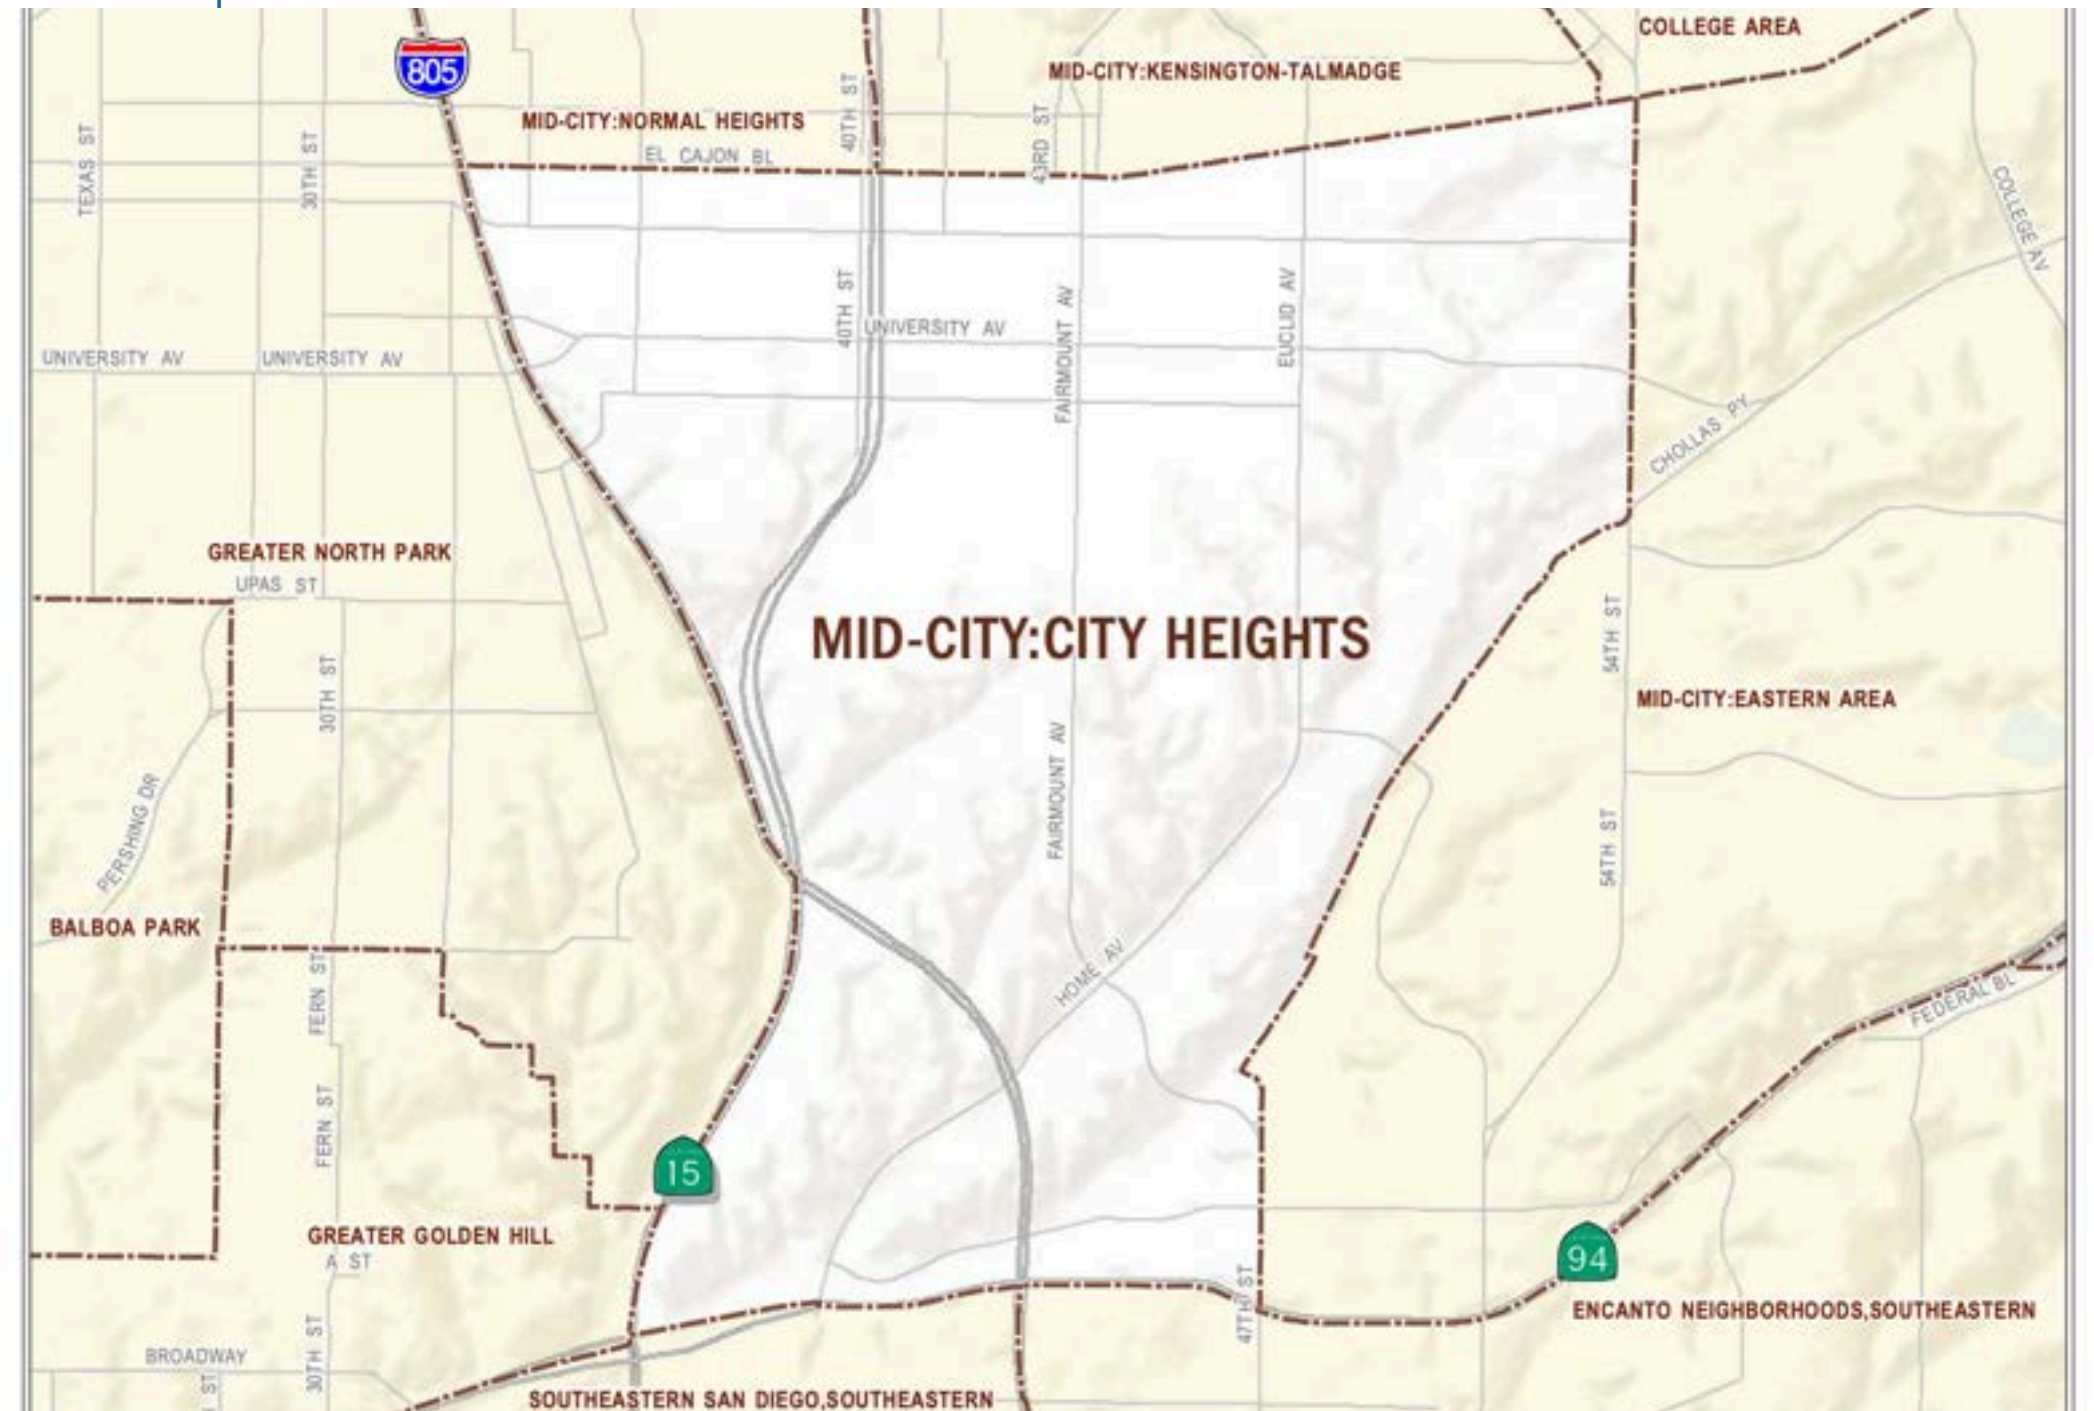 COLLEGE AREA
805
MID-CITY:KENSINGTON-TALMADGE
40TH ST
43RD ST
MID-CITY:NORMAL HEIGHTS
TEXAS ST
30TH ST
EL CAJON BL
COLLEGE AV
40TH ST
FAIRMOUNT AV
EUCLID AV
UNIVERSITY AV
UNIVERSITY AV
UNIVERSITY AV
CHOLLAS PY
GREATER NORTH PARK
UPAS ST
54TH ST
MID-CITY:CITY HEIGHTS
30TH ST
MID-CITY:EASTERN AREA
FAIRMOUNT AV
PERSHING DR
54TH ST
BALBOA PARK
HOME AV
FERN ST
FEDERAL BL
FERN ST
15
GREATER GOLDEN HILL
A ST
94
47TH ST
ENCANTO NEIGHBORHOODS,SOUTHEASTERN
30TH ST
BROADWAY
ST
SOUTHEASTERN SAN DIEGO,SOUTHEASTERN